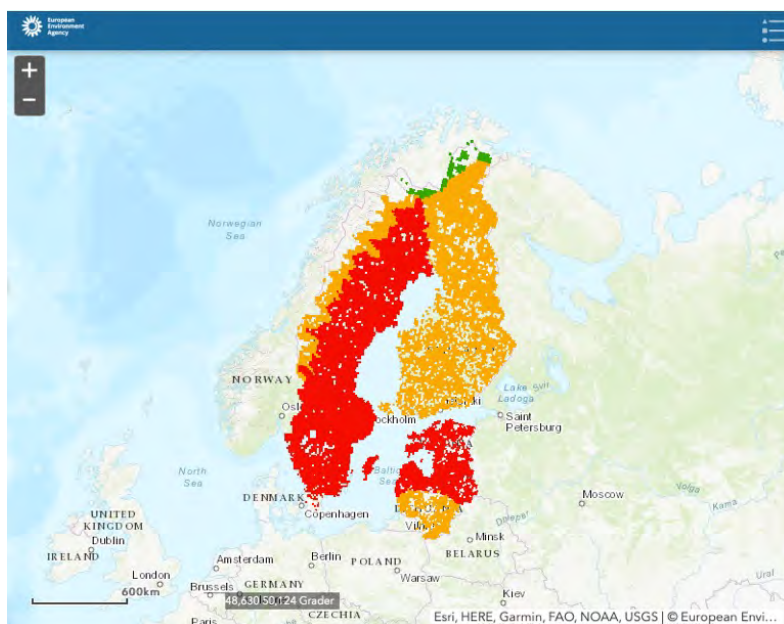 European
Environment
Agency
+
−
Norwegian
Sea
NORWAY
Lake
Ladoga
Saint
Petersburg
North
Sea
DENMARK
Copenhagen
Moscow
Volga
Kama
UNITED
KINGDOM
Dublin
IRELAND
Minsk
BELARUS
Amsterdam
Berlin
POLAND
Warsaw
London
Brussels
GERMANY
Kiev
Ural
600km
48,630 50,124 Grader
CZECHIA
Paris
Esri, HERE, Garmin, FAO, NOAA, USGS | © European Envi...